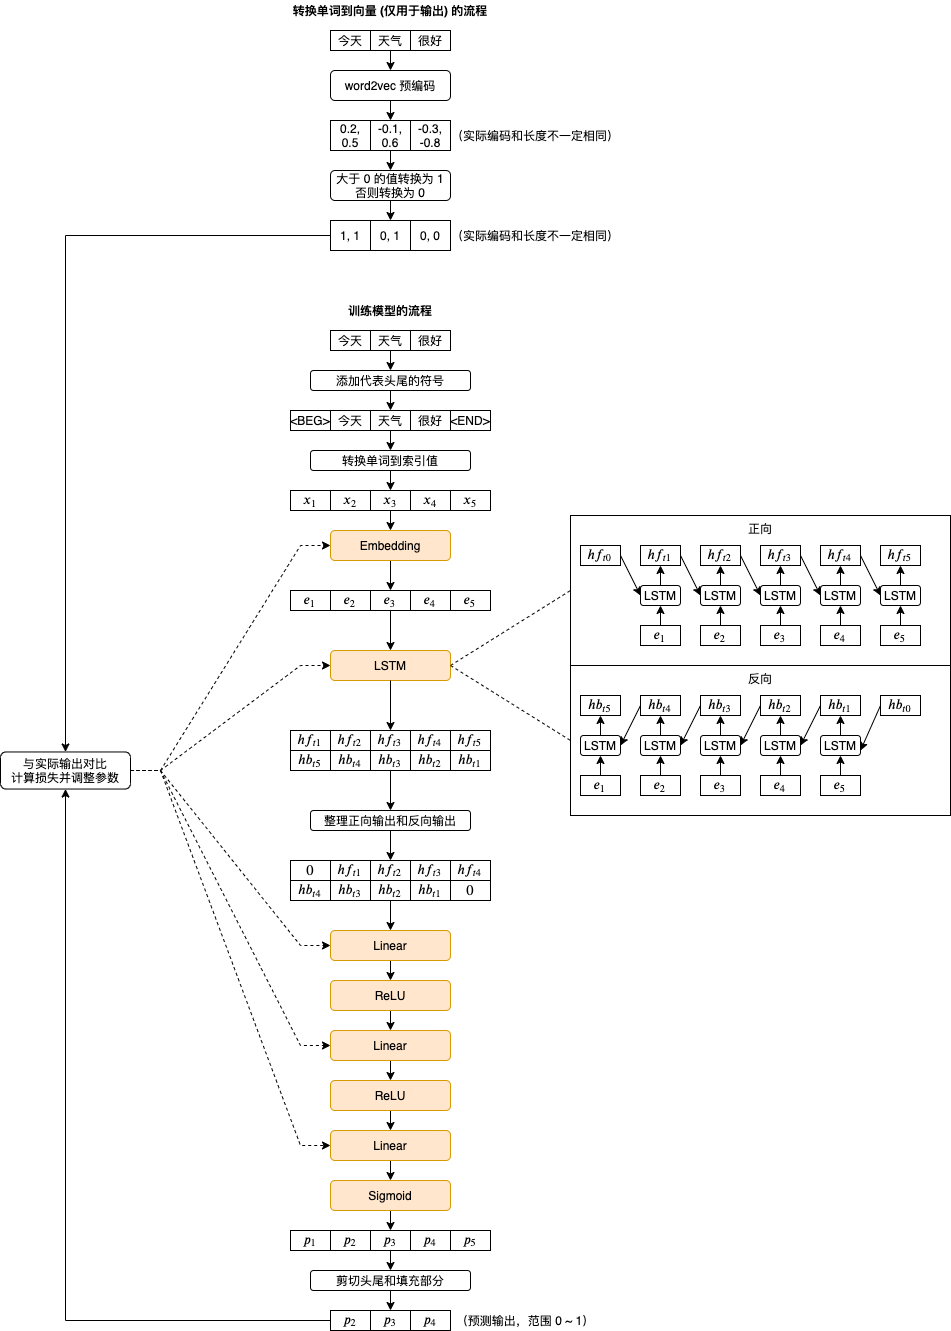 转换单词到向量 (仅用于输出) 的流程
今天 天气 很好
word2vec 预编码
0.2, 0.5 -0.1, 0.6 -0.3, -0.8 (实际编码和长度不一定相同)
大于 0 的值转换为 1
否则转换为 0
1, 1 0, 1 0, 0 (实际编码和长度不一定相同)
训练模型的流程
今天 天气 很好
添加代表头尾的符号
<BEG> 今天 天气 很好 <END>
转换单词到索引值
x1 x2 x3 x4 x5
Embedding
e1 e2 e3 e4 e5
LSTM
正向
hft0 hft1 hft2 hft3 hft4 hft5
LSTM LSTM LSTM LSTM LSTM
e1 e2 e3 e4 e5
反向
hbt5 hbt4 hbt3 hbt2 hbt1 hbt0
LSTM LSTM LSTM LSTM LSTM
e1 e2 e3 e4 e5
hft1 hft2 hft3 hft4 hft5
hbt5 hbt4 hbt3 hbt2 hbt1
与实际输出对比
计算损失并调整参数
整理正向输出和反向输出
0 hft1 hft2 hft3 hft4
hbt4 hbt3 hbt2 hbt1 0
Linear
ReLU
Linear
ReLU
Linear
Sigmoid
p1 p2 p3 p4 p5
剪切头尾和填充部分
p2 p3 p4 (预测输出，范围 0 ~ 1)